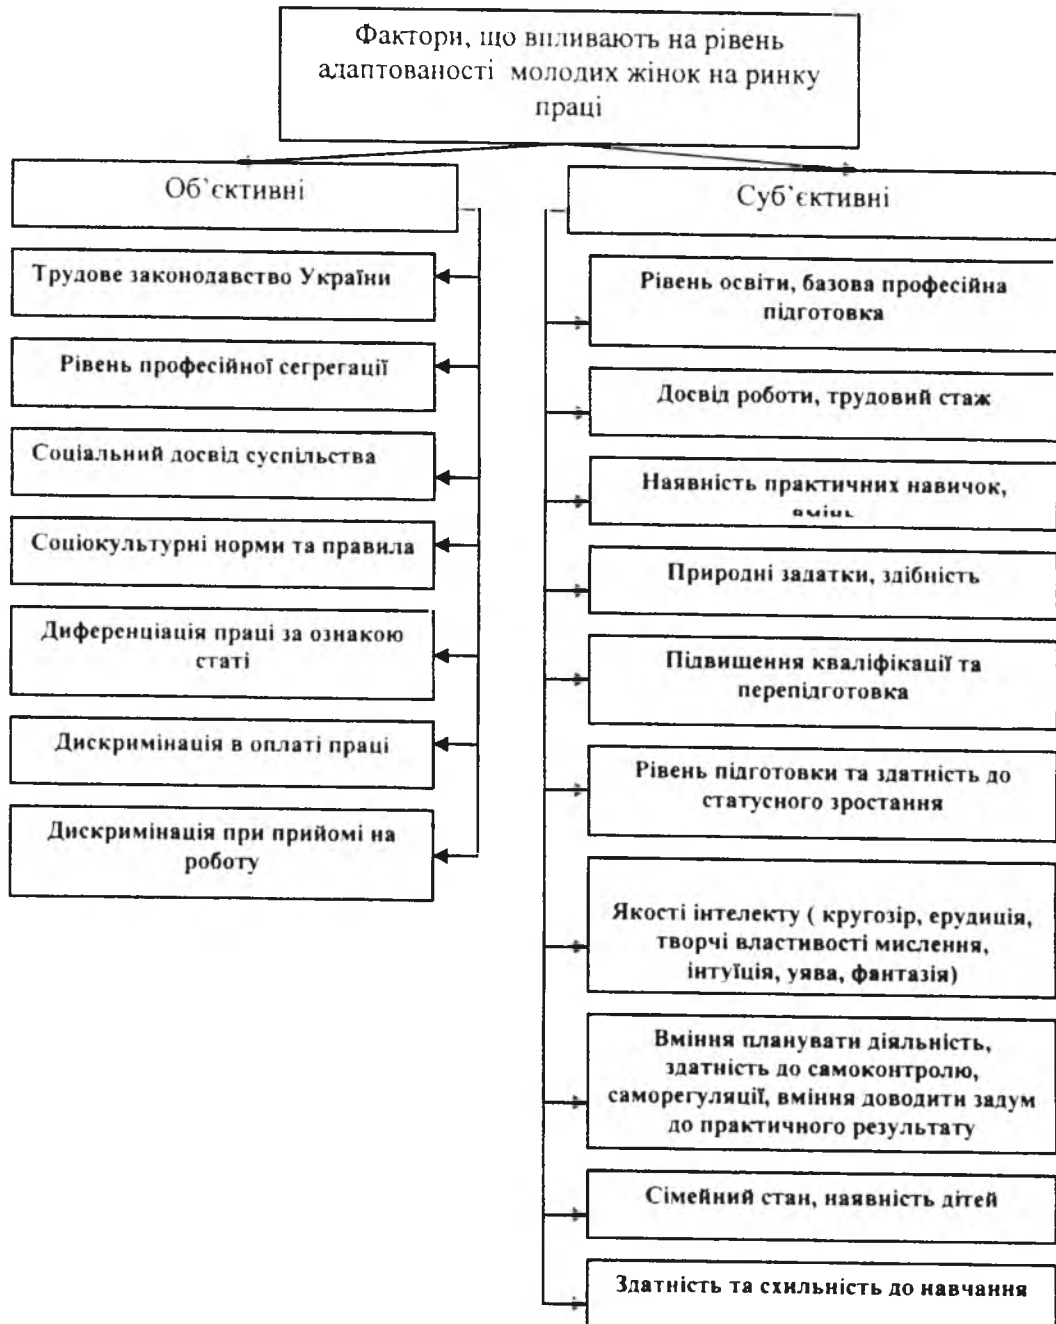 Фактори, що впливають на рівень
адаптованості молодих жінок на ринку
праці
Об'єктивні
Трудове законодавство України
Рівень професійної сегрегації
Соціальний досвід суспільства
Соціокультурні норми та правила
Диференціація праці за ознакою
статі
Дискримінація в оплаті праці
Дискримінація при прийомі на
роботу
Суб'єктивні
Рівень освіти, базова професійна
підготовка
Досвід роботи, трудовий стаж
Наявність практичних навичок,
вмінь
Природні задатки, здібність
Підвищення кваліфікації та
перепідготовка
Рівень підготовки та здатність до
статусного зростання
Якості інтелекту ( кругозір, ерудиція,
творчі властивості мислення,
інтуїція, уява, фантазія)
Вміння планувати діяльність,
здатність до самоконтролю,
саморегуляції, вміння доводити задум
до практичного результату
Сімейний стан, наявність дітей
Здатність та схильність до навчання